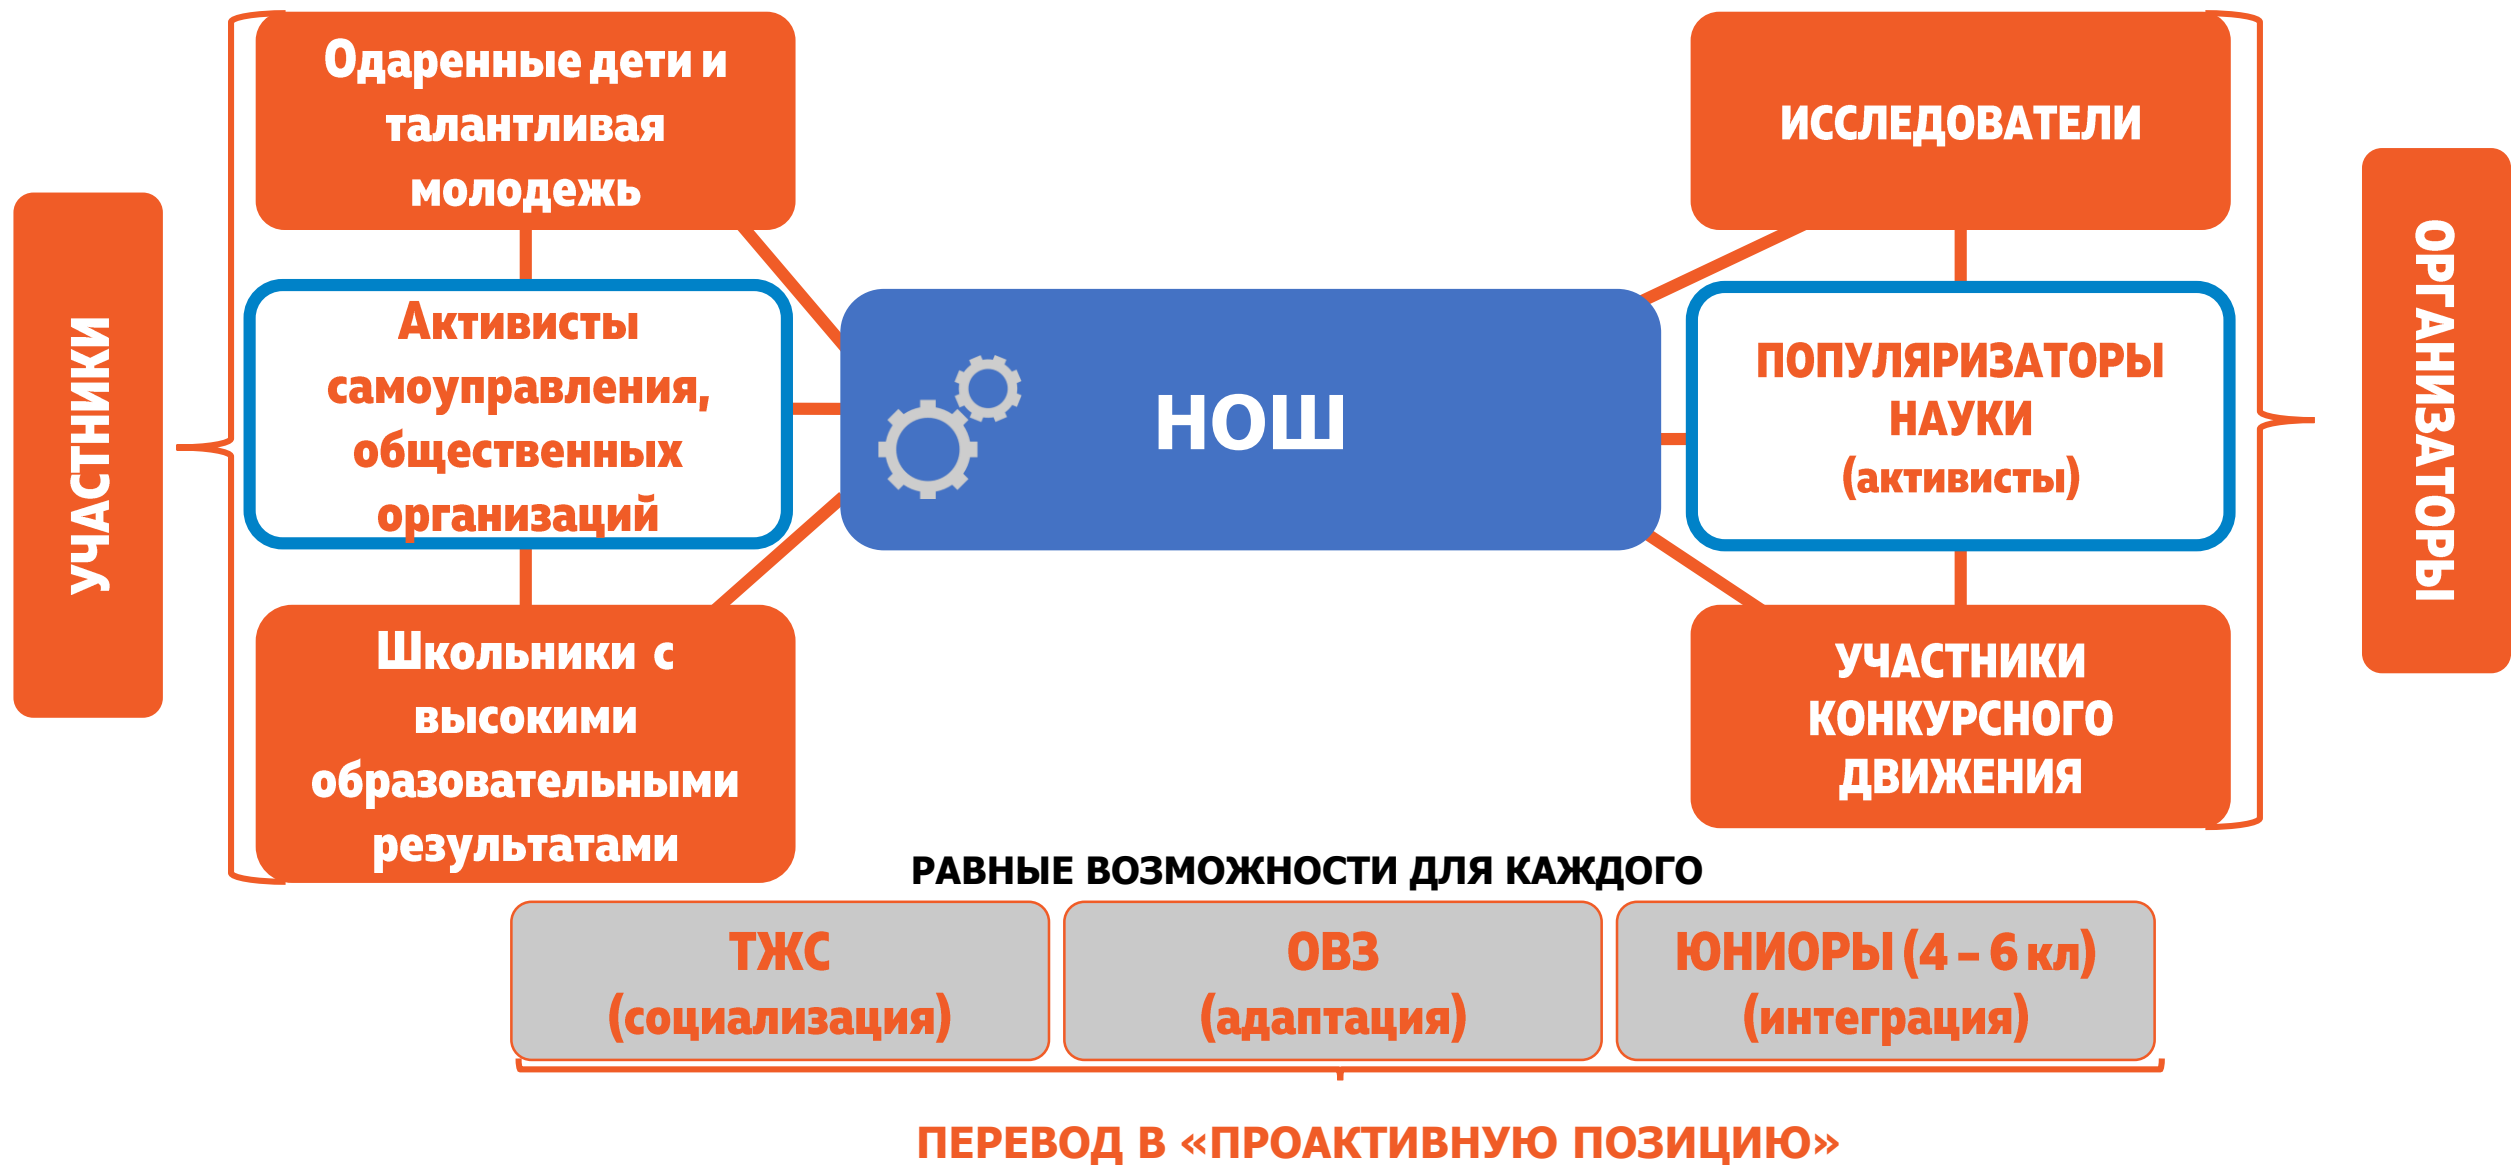 УЧАСТНИКИ
Одаренные дети и
талантливая
молодежь
Активисты
самоуправления,
общественных
организаций
Школьники с
высокими
образовательными
результатами
НОШ
ИССЛЕДОВАТЕЛИ
ПОПУЛЯРИЗАТОРЫ
НАУКИ
(активисты)
УЧАСТНИКИ
КОНКУРСНОГО
ДВИЖЕНИЯ
ОРГАНИЗАТОРЫ
РАВНЫЕ ВОЗМОЖНОСТИ ДЛЯ КАЖДОГО
ТЖС
(социализация)
ОВЗ
(адаптация)
ЮНИОРЫ (4 – 6 кл)
(интеграция)
ПЕРЕВОД В «ПРОАКТИВНУЮ ПОЗИЦИЮ»